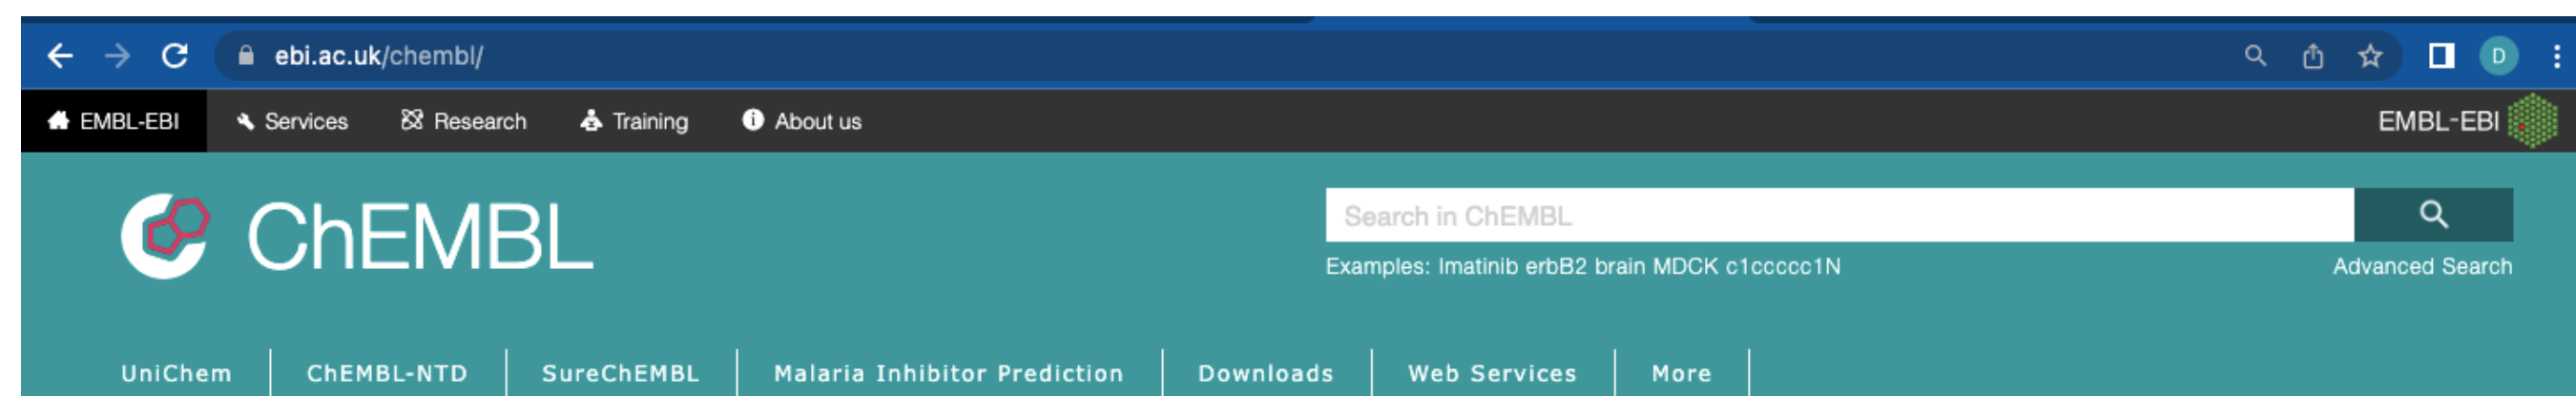 ebi.ac.uk/chembl/ D
EMBL-EBI Services Research Training About us EMBL-EBI
ChEMBL
Search in ChEMBL
Examples: Imatinib erbB2 brain MDCK c1ccccc1N Advanced Search
UniChem ChEMBL-NTD SureChEMBL Malaria Inhibitor Prediction Downloads Web Services More